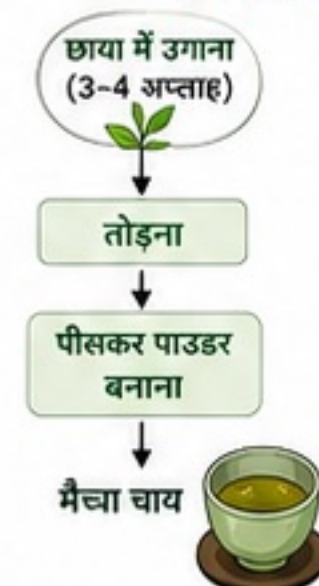 छाया में उगाना
(3-4 अप्ताह)
तोड़ना
पीसकर पाउडर
बनाना
मैच्चा चाय